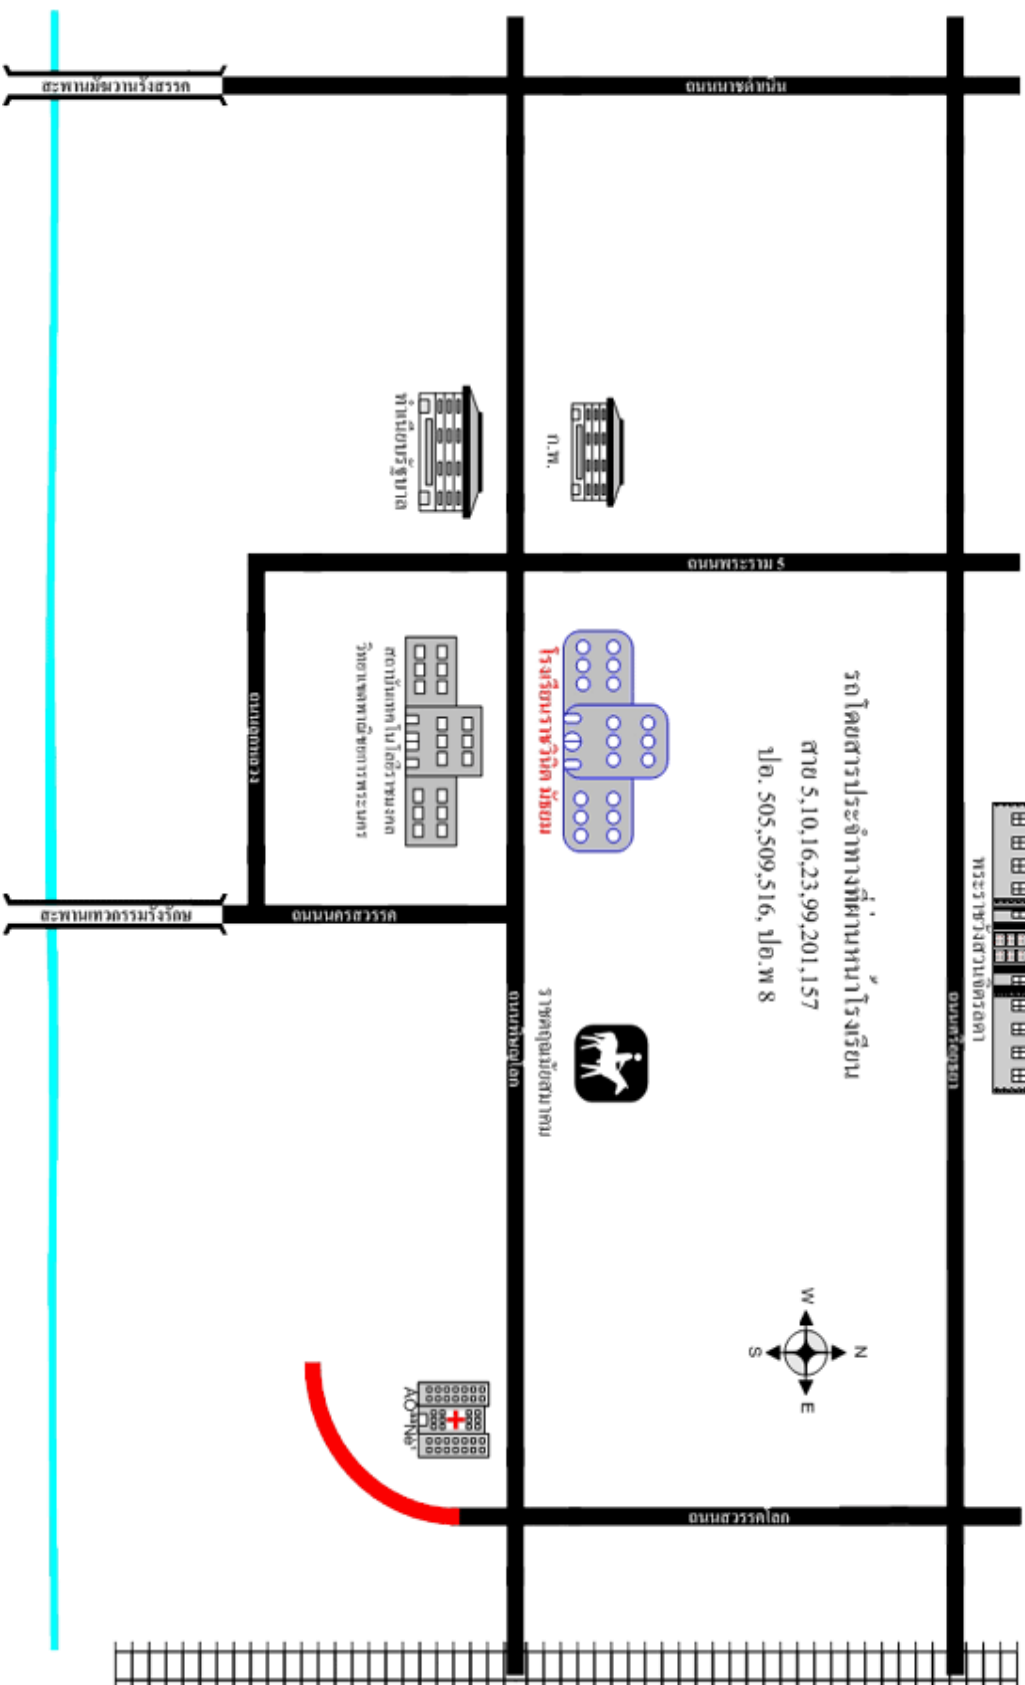 สะพานมัฆวานรังสรรค
ถนนนาชดำเนิน
ทำเนียบรัฐบาล
ก.พ.
ถนนพระราม 5
สถาบันเทคโนโลยีราชมงคล
วิทยาเขตพาณิชยการพระนคร
โรงเรียนราชวินิต มัธยม
รถโดยสารประจำทางที่ผ่านหน้าโรงเรียน
สาย 5,10,16,23,99,201,157
ปอ. 505,509,516, ปอ.พ 8
พระราชวังสวนจิตรลดา
สะพานเทวกรรมรังรักษ
ถนนนครสวรรค
ถนนพิษณุโลก
ราชตฤณมัยสมาคม
ถนนศรีอยุธยา
W
N
S
E
ถนนสวรรคโลก